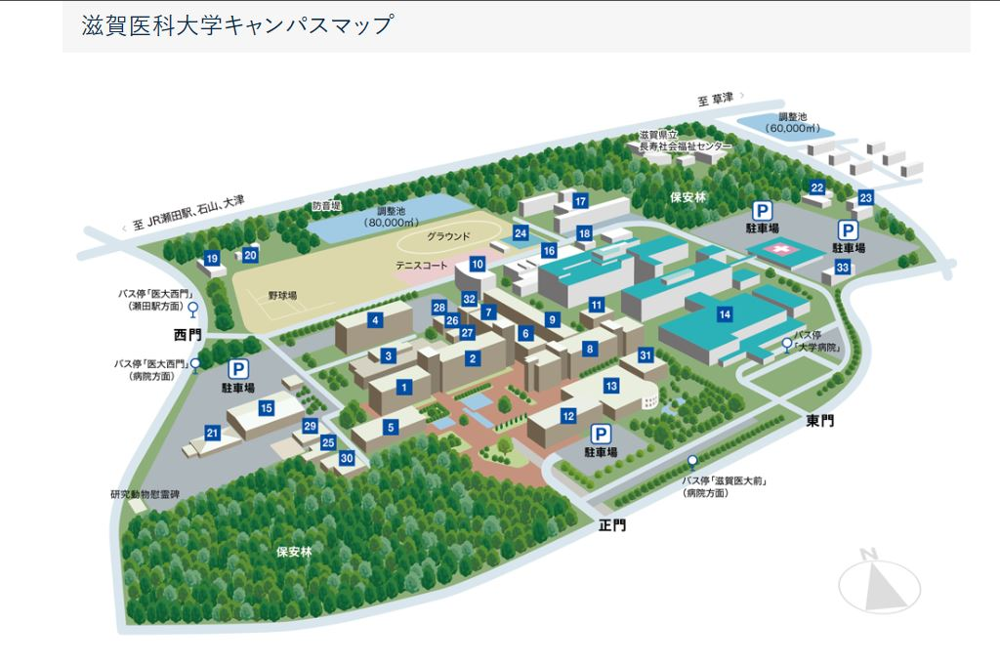 滋賀医科大学キャンパスマップ
至 草津
調整池
(60,000㎡)
滋賀県立
長寿社会福祉センター
至 JR瀬田駅、石山、大津
防音堤
調整池
(80,000㎡)
グラウンド
テニスコート
野球場
保安林
17
18
24
16
10
22
23
P
駐車場
P
駐車場
33
19
20
バス停「医大西門」
(瀬田駅方面)
西門
バス停「医大西門」
(病院方面)
P
駐車場
4
28
32
26
7
27
9
6
11
14
3
2
8
31
1
13
バス停
「大学病院」
15
5
12
P
駐車場
東門
21
29
25
30
バス停「滋賀医大前」
(病院方面)
研究動物慰霊碑
正門
保安林
N